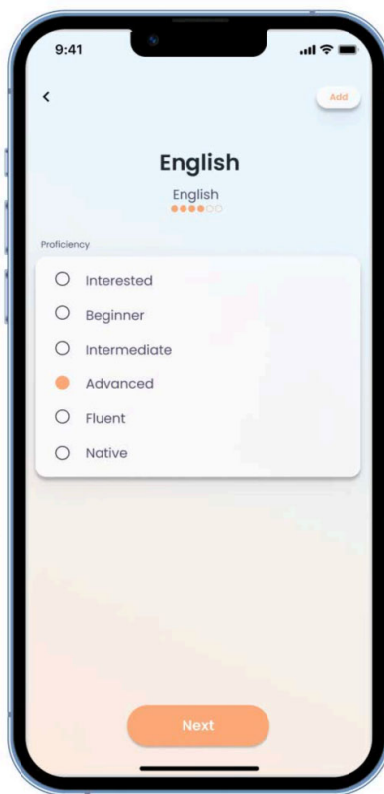 9:41
Add
English
English
Proficiency
Interested
Beginner
Intermediate
Advanced
Fluent
Native
Next